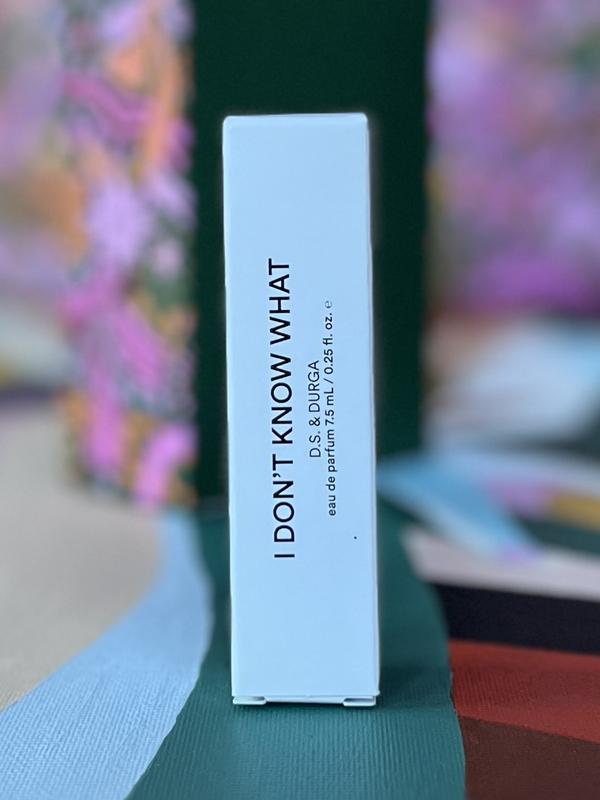 I DON'T KNOW WHAT
D.S. & DURGA
eau de parfum 7.5 mL / 0.25 fl. oz. ℮